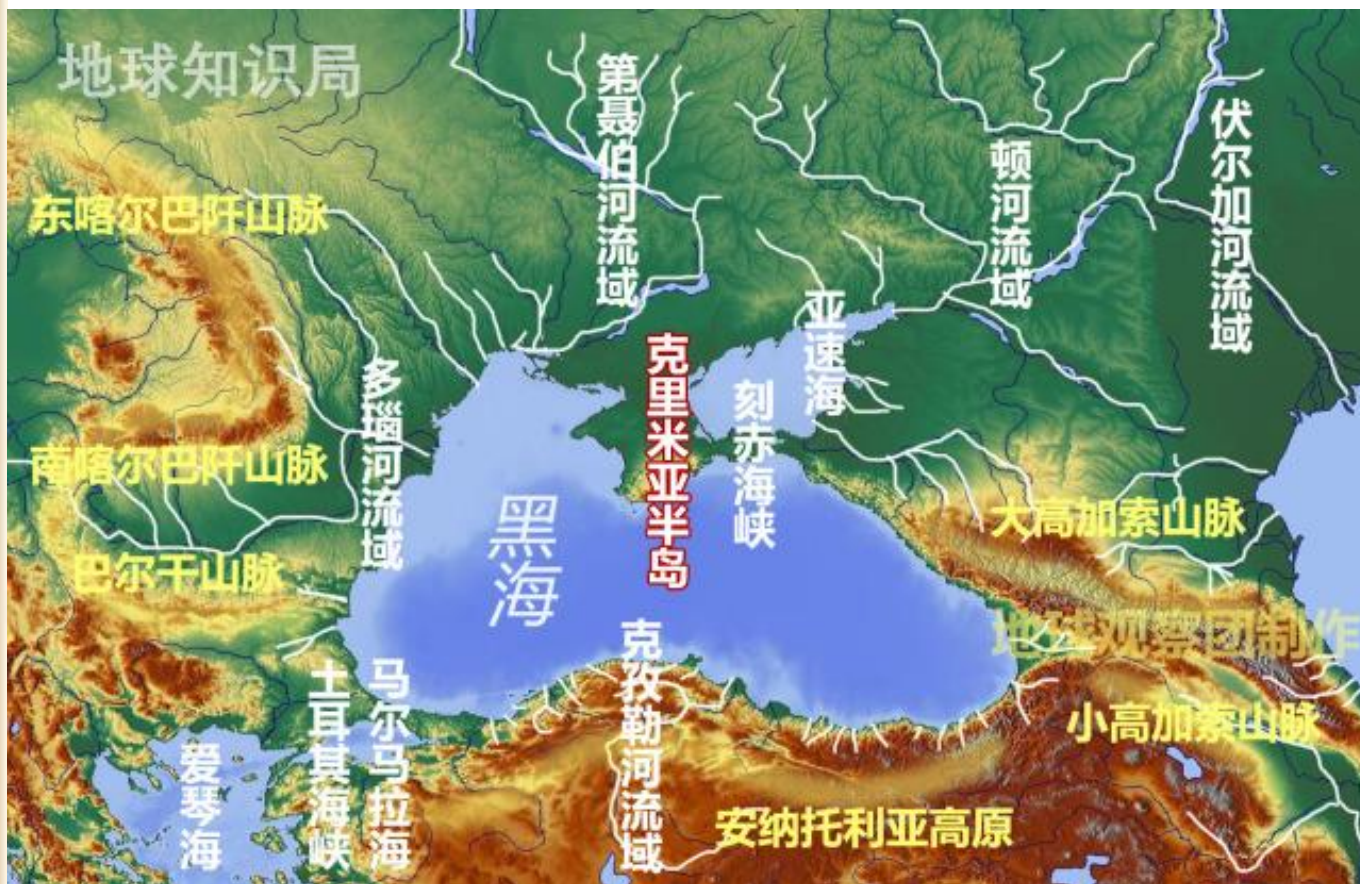 地球知识局
第聂伯河流域
伏尔加河流域
顿河流域
东喀尔巴阡山脉
亚速海
克里米亚半岛
多瑙河流域
刻赤海峡
南喀尔巴阡山脉
黑海
大高加索山脉
巴尔干山脉
地球观察团制作
克孜勒河流域
马尔马拉海
土耳其海峡
小高加索山脉
爱琴海
安纳托利亚高原